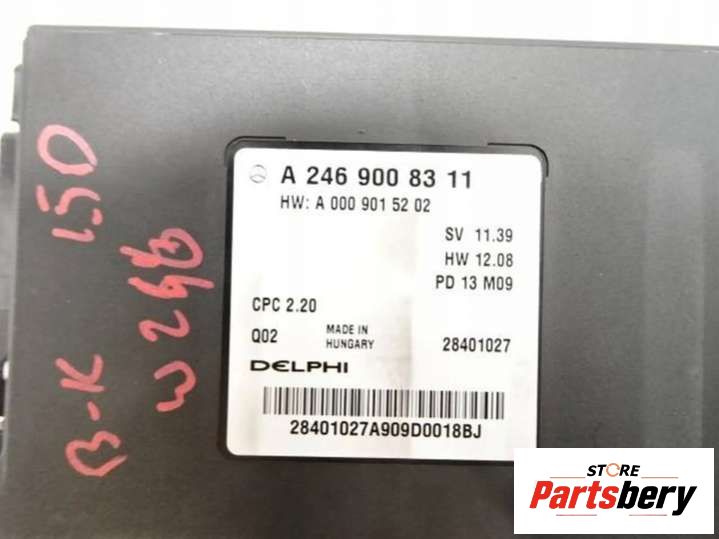 A 246 900 83 11
HW: A 000 901 52 02
SV 11.39
HW 12.08
PD 13 M09
CPC 2.20
Q02 MADE IN HUNGARY 28401027
DELPHI
28401027A909D0018BJ
B-K 150
W246
STORE
Partsbery